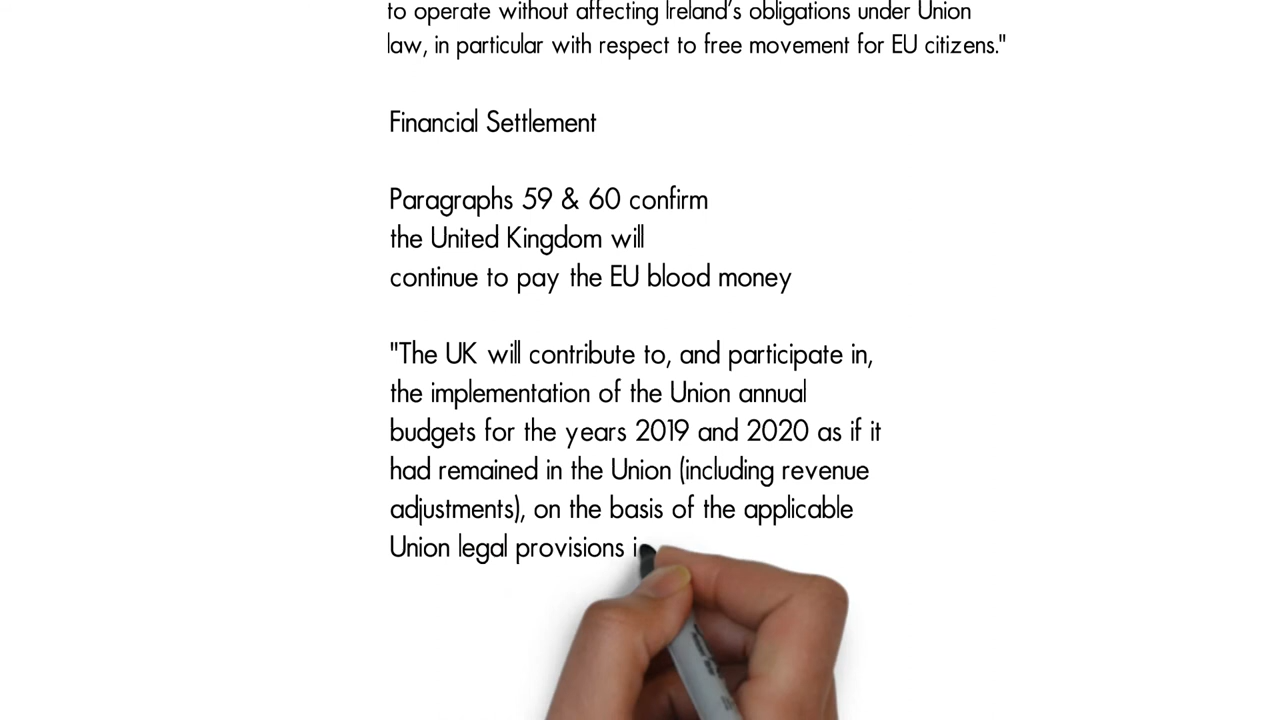 to operate without affecting Ireland's obligations under Union
law, in particular with respect to free movement for EU citizens."
Financial Settlement
Paragraphs 59 & 60 confirm
the United Kingdom will
continue to pay the EU blood money
"The UK will contribute to, and participate in,
the implementation of the Union annual
budgets for the years 2019 and 2020 as if it
had remained in the Union (including revenue
adjustments), on the basis of the applicable
Union legal provisions i